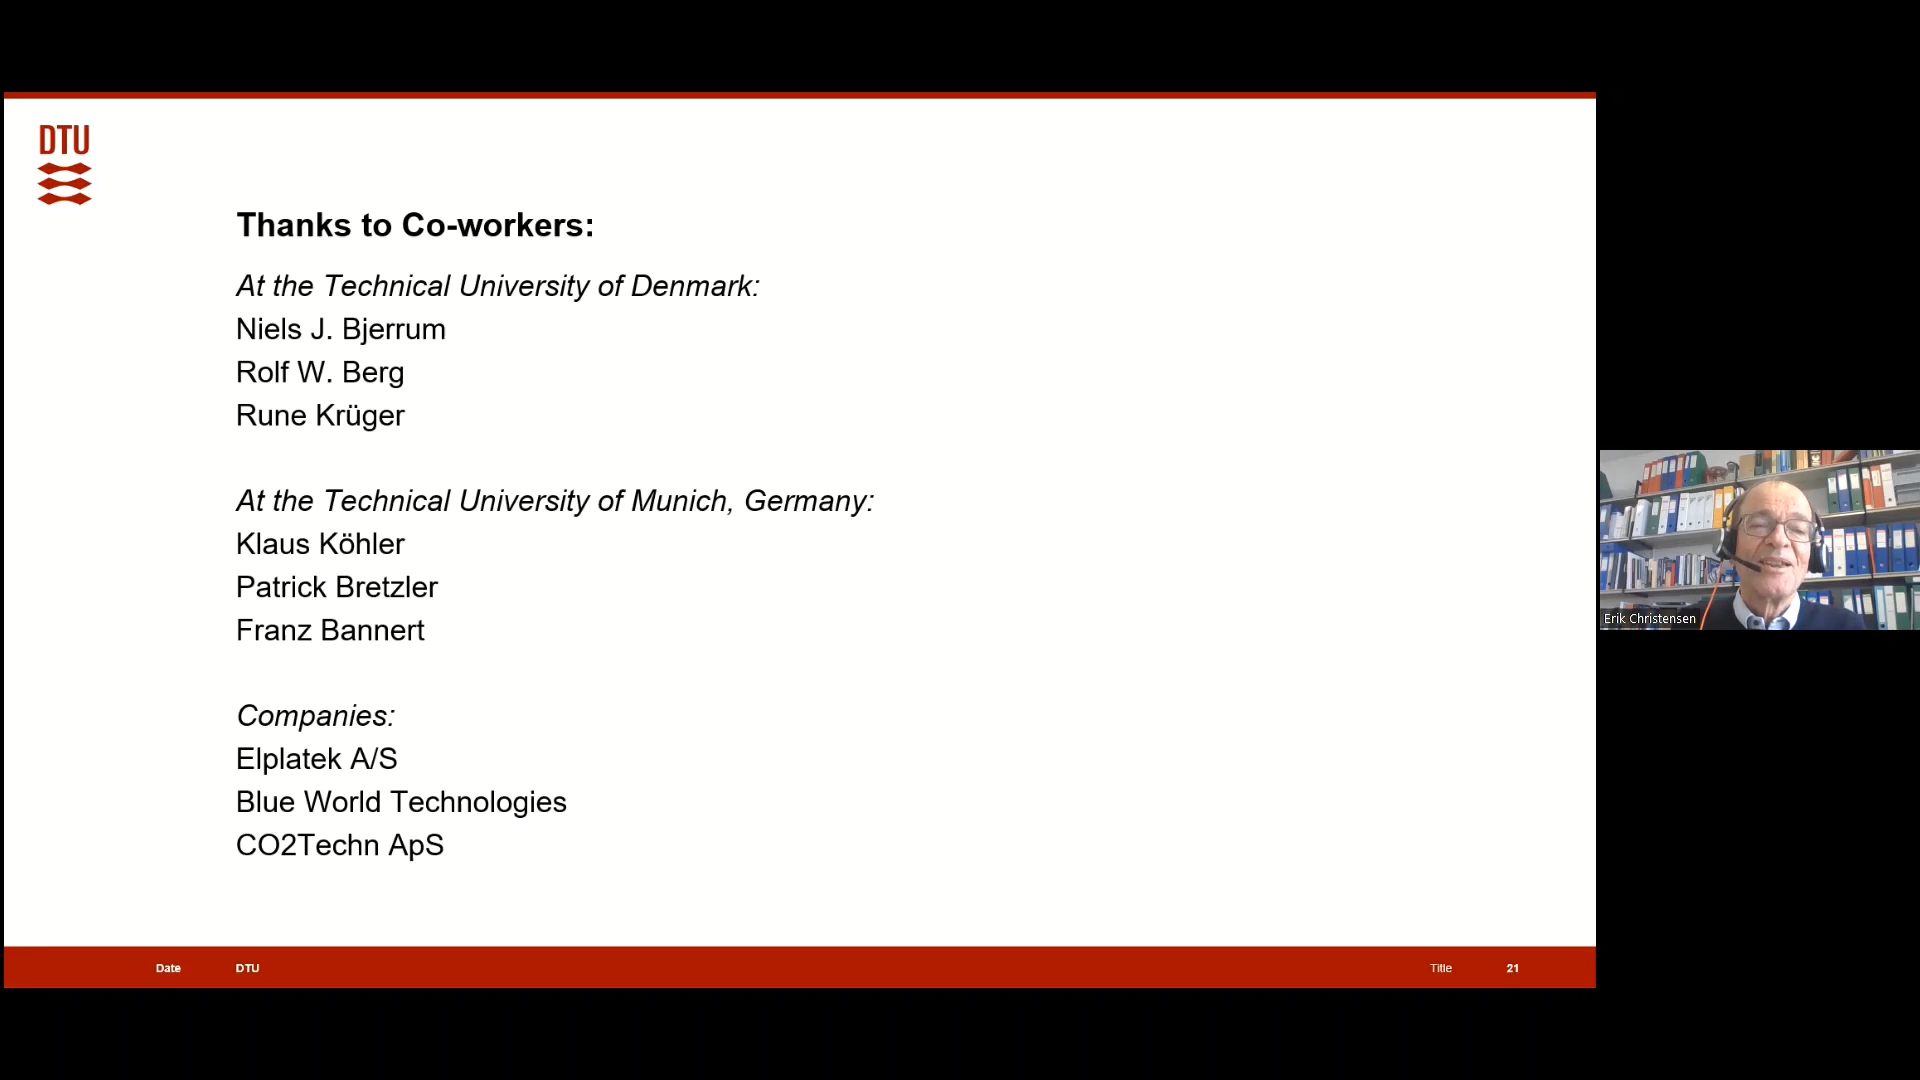 DTU
Thanks to Co-workers:
At the Technical University of Denmark:
Niels J. Bjerrum
Rolf W. Berg
Rune Krüger
At the Technical University of Munich, Germany:
Klaus Köhler
Patrick Bretzler
Franz Bannert
Companies:
Elplatek A/S
Blue World Technologies
CO2Techn ApS
Erik Christensen
Date DTU Title 21